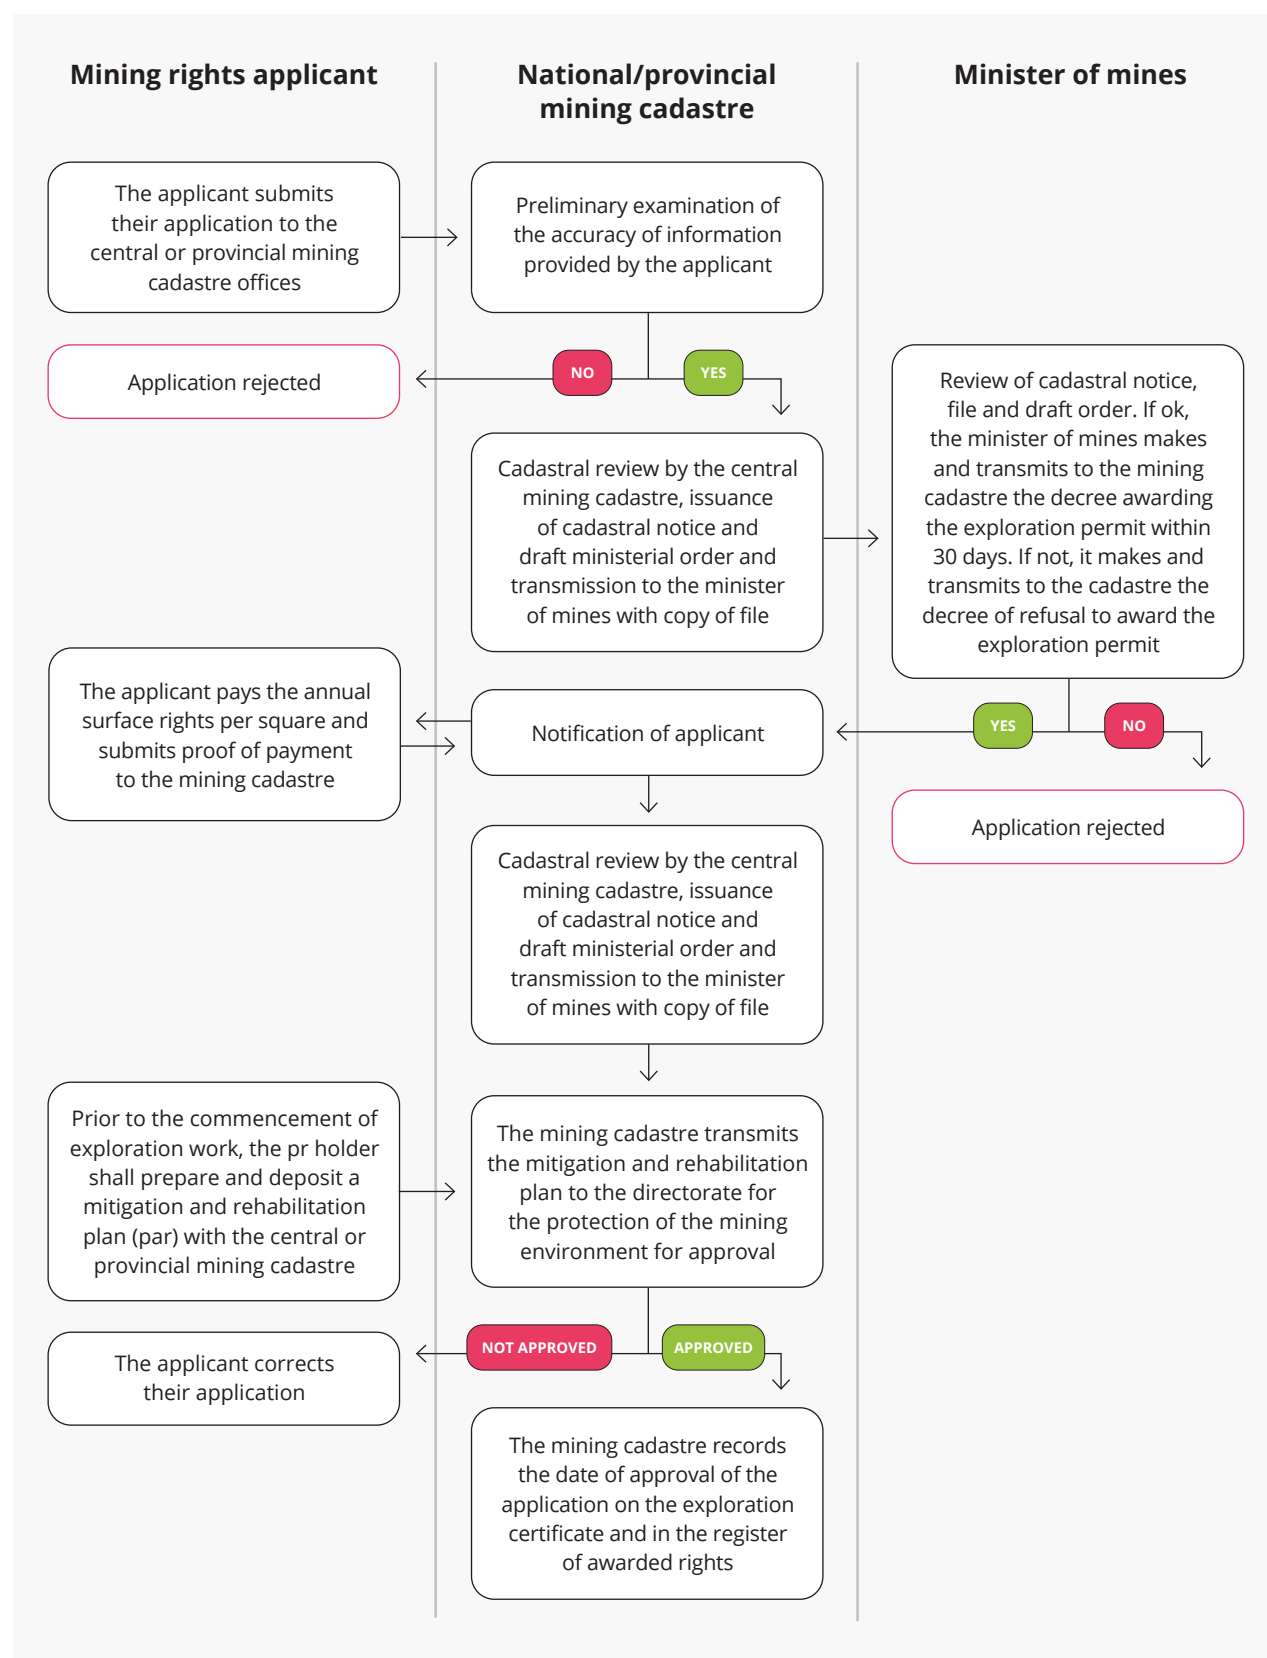 Mining rights applicant
National/provincial
mining cadastre
Minister of mines
The applicant submits
their application to the
central or provincial mining
cadastre offices
Preliminary examination of
the accuracy of information
provided by the applicant
NO
YES
Application rejected
Cadastral review by the central
mining cadastre, issuance
of cadastral notice and
draft ministerial order and
transmission to the minister
of mines with copy of file
Review of cadastral notice,
file and draft order. If ok,
the minister of mines makes
and transmits to the mining
cadastre the decree awarding
the exploration permit within
30 days. If not, it makes and
transmits to the cadastre the
decree of refusal to award the
exploration permit
The applicant pays the annual
surface rights per square and
submits proof of payment
to the mining cadastre
Notification of applicant
YES
NO
Application rejected
Cadastral review by the central
mining cadastre, issuance
of cadastral notice and
draft ministerial order and
transmission to the minister
of mines with copy of file
Prior to the commencement of
exploration work, the pr holder
shall prepare and deposit a
mitigation and rehabilitation
plan (par) with the central or
provincial mining cadastre
The mining cadastre transmits
the mitigation and rehabilitation
plan to the directorate for
the protection of the mining
environment for approval
NOT APPROVED
APPROVED
The applicant corrects
their application
The mining cadastre records
the date of approval of the
application on the exploration
certificate and in the register
of awarded rights